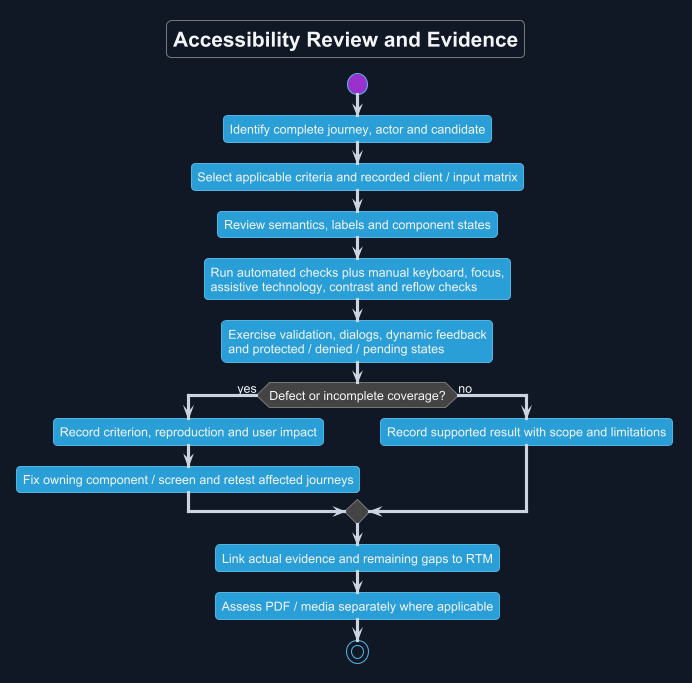 Accessibility Review and Evidence
Identify complete journey, actor and candidate
Select applicable criteria and recorded client / input matrix
Review semantics, labels and component states
Run automated checks plus manual keyboard, focus,
assistive technology, contrast and reflow checks
Exercise validation, dialogs, dynamic feedback
and protected / denied / pending states
yes
Defect or incomplete coverage?
no
Record criterion, reproduction and user impact
Record supported result with scope and limitations
Fix owning component / screen and retest affected journeys
Link actual evidence and remaining gaps to RTM
Assess PDF / media separately where applicable